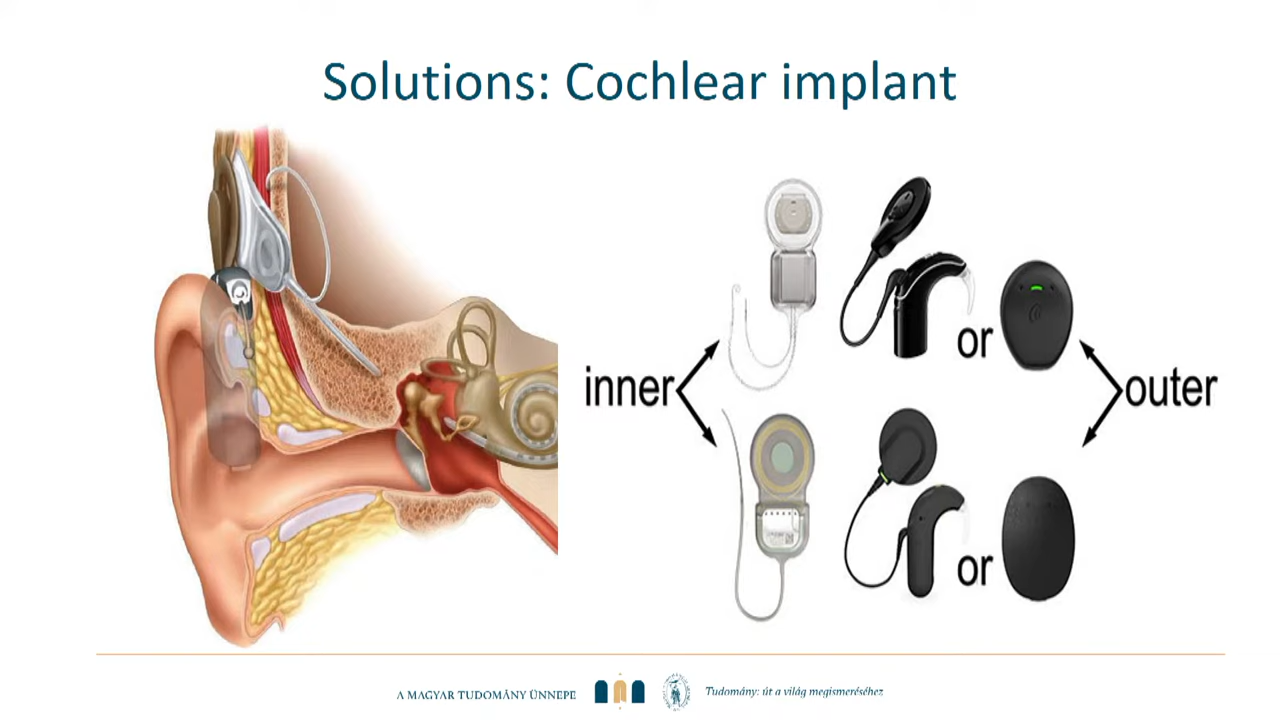 Solutions: Cochlear implant
inner
or
or
outer
A MAGYAR TUDOMÁNY ÜNNEPE
Tudomány: út a világ megismeréséhez